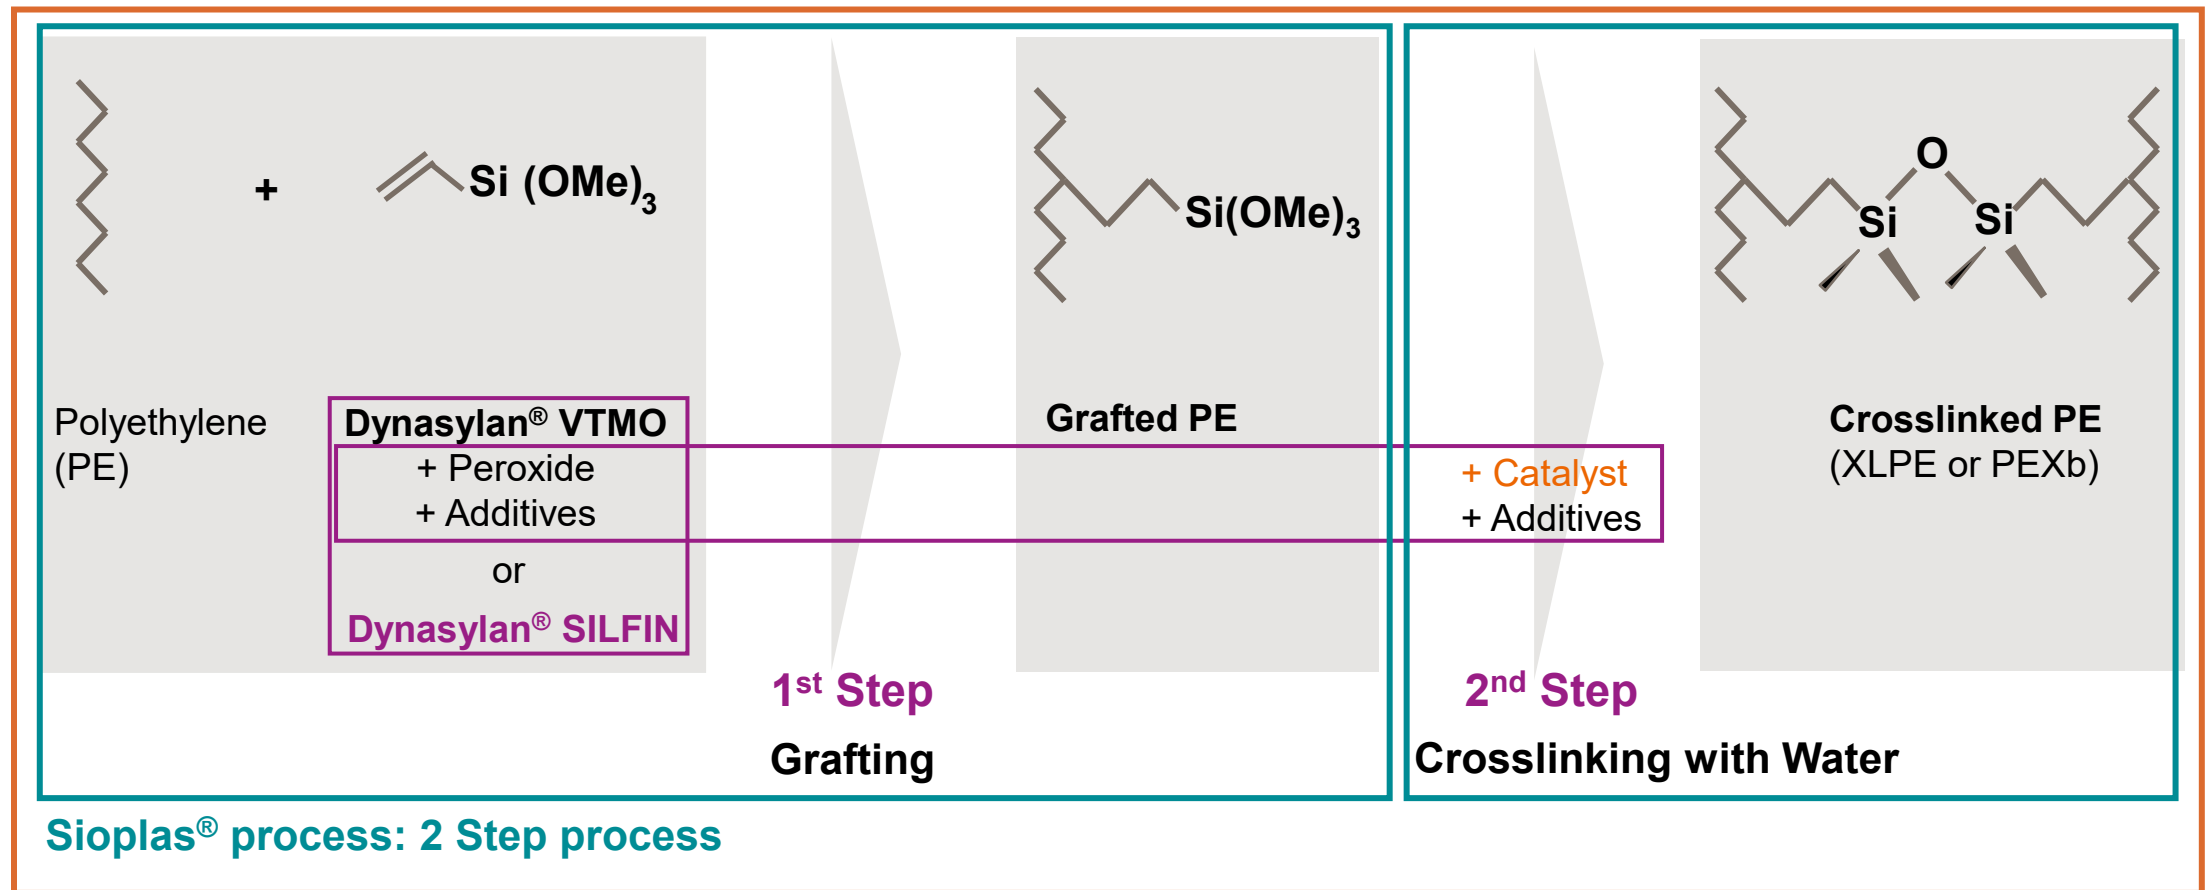 +
Si (OMe)3
Si(OMe)3
O
Si
Si
Polyethylene
(PE)
Dynasylan® VTMO
+ Peroxide
+ Additives
or
Dynasylan® SILFIN
Grafted PE
+ Catalyst
+ Additives
Crosslinked PE
(XLPE or PEXb)
1st Step
Grafting
2nd Step
Crosslinking with Water
Sioplas® process: 2 Step process